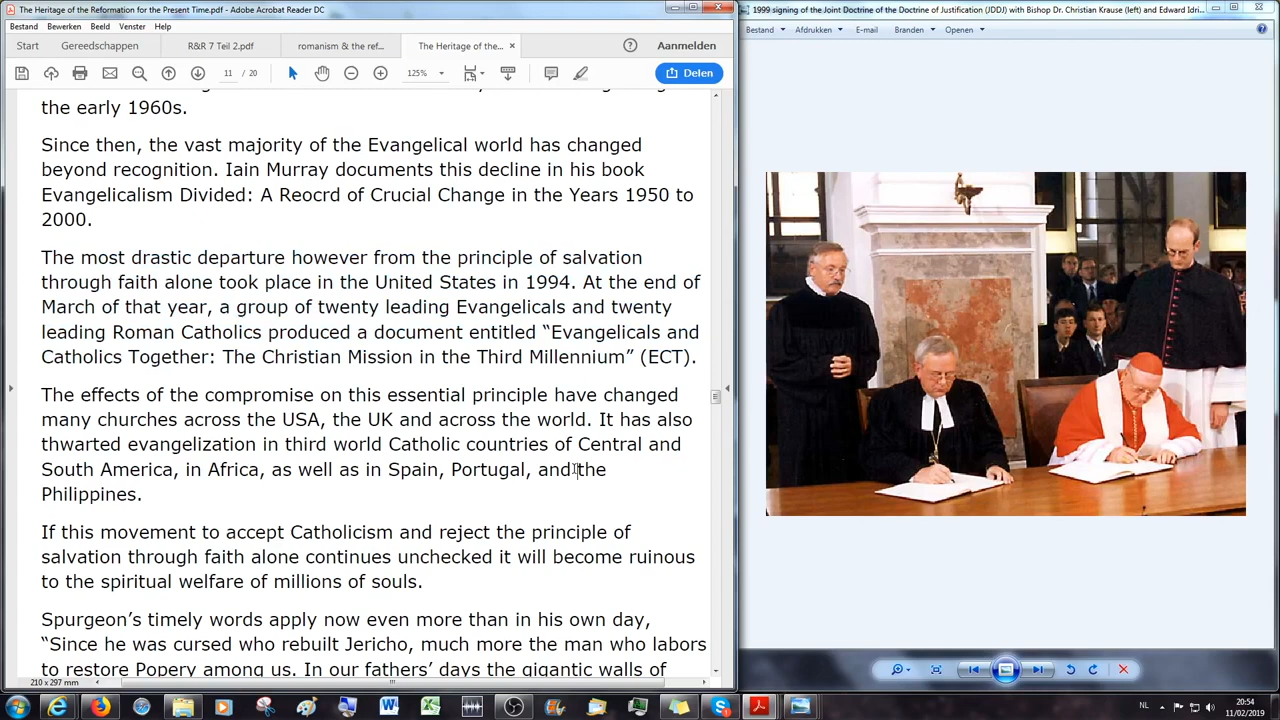 The Heritage of the Reformation for the Present Time.pdf - Adobe Acrobat Reader DC
Bestand Bewerken Beeld Venster Help
Start Gereedschappen R&R 7 Teil 2.pdf romanism & the ref... The Heritage of the... × ? Aanmelden
11 / 20 125% Delen
the early 1960s.
Since then, the vast majority of the Evangelical world has changed
beyond recognition. Iain Murray documents this decline in his book
Evangelicalism Divided: A Reocrd of Crucial Change in the Years 1950 to
2000.
The most drastic departure however from the principle of salvation
through faith alone took place in the United States in 1994. At the end of
March of that year, a group of twenty leading Evangelicals and twenty
leading Roman Catholics produced a document entitled “Evangelicals and
Catholics Together: The Christian Mission in the Third Millennium” (ECT).
The effects of the compromise on this essential principle have changed
many churches across the USA, the UK and across the world. It has also
thwarted evangelization in third world Catholic countries of Central and
South America, in Africa, as well as in Spain, Portugal, and the
Philippines.
If this movement to accept Catholicism and reject the principle of
salvation through faith alone continues unchecked it will become ruinous
to the spiritual welfare of millions of souls.
Spurgeon’s timely words apply now even more than in his own day,
“Since he was cursed who rebuilt Jericho, much more the man who labors
to restore Popery among us. In our fathers’ days the gigantic walls of
210 x 297 mm
1999 signing of the Joint Doctrine of the Doctrine of Justification (JDDJ) with Bishop Dr. Christian Krause (left) and Edward Idri...
Bestand Afdrukken E-mail Branden Openen
NL 20:54
11/02/2019